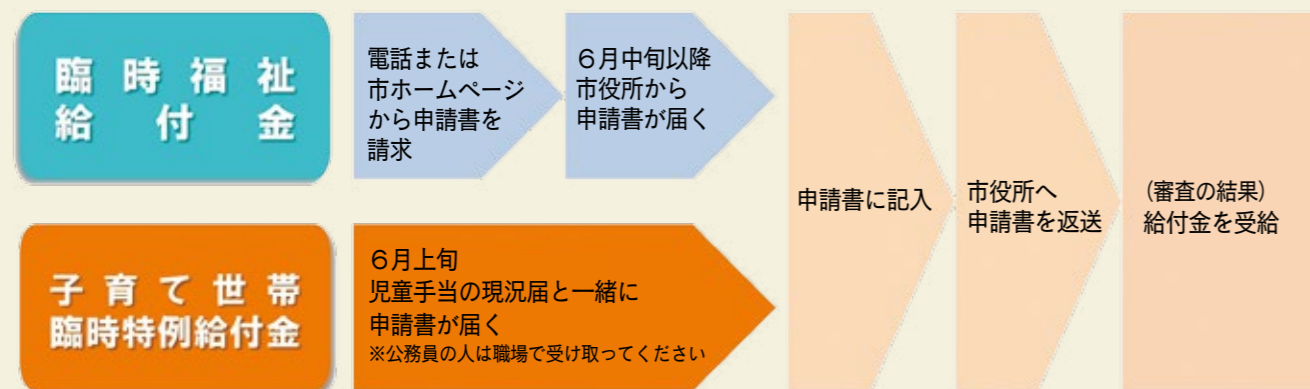 臨時福祉
給付金
電話または
市ホームページ
から申請書を
請求
６月中旬以降
市役所から
申請書が届く
子育て世帯
臨時特例給付金
６月上旬
児童手当の現況届と一緒に
申請書が届く
※公務員の人は職場で受け取ってください
申請書に記入
市役所へ
申請書を返送
（審査の結果）
給付金を受給